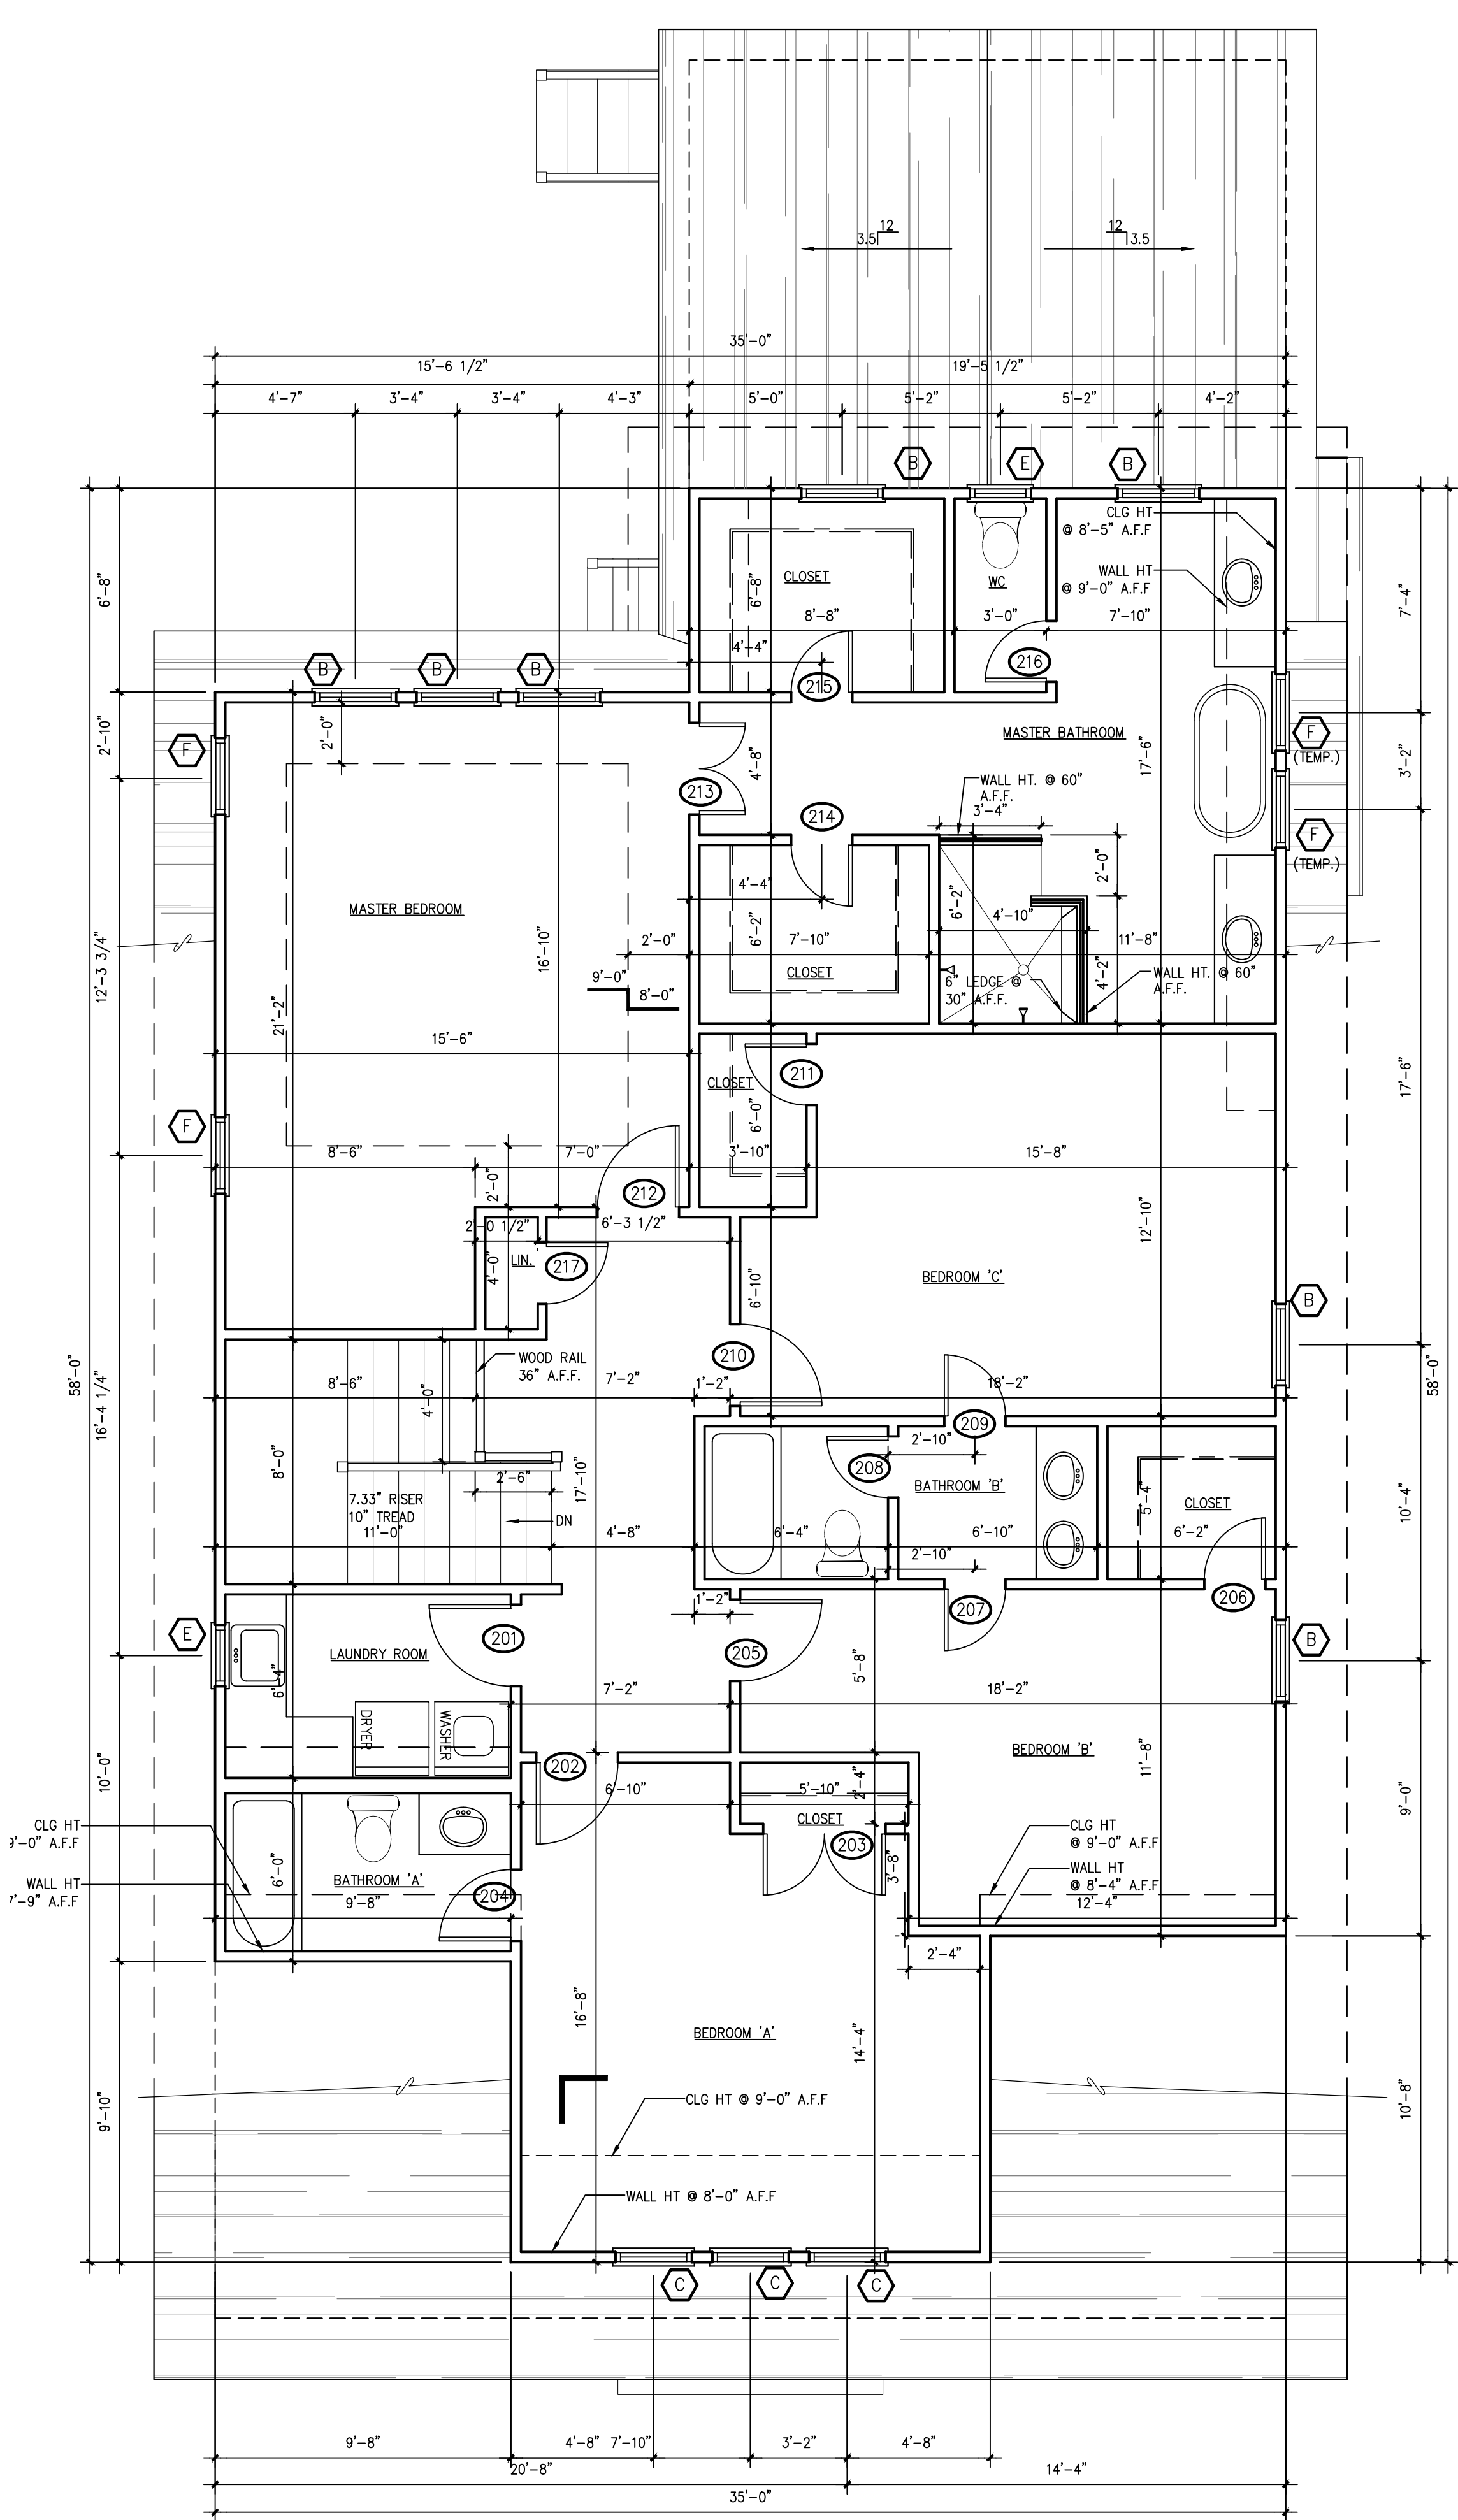 12
3.5
12
3.5
35'-0"
15'-6 1/2"
19'-5 1/2"
4'-7"
3'-4"
3'-4"
4'-3"
5'-0"
5'-2"
5'-2"
4'-2"
B
E
B
CLG HT
@ 8'-5" A.F.F
WALL HT
@ 9'-0" A.F.F
CLOSET
WC
6'-8"
6'-8"
7'-4"
8'-8"
3'-0"
7'-10"
4'-4"
216
215
B
B
B
2'-10"
F
2'-0"
4'-8"
MASTER BATHROOM
17'-6"
F
(TEMP.)
3'-2"
213
WALL HT. @ 60"
A.F.F.
3'-4"
214
F
(TEMP.)
2'-0"
MASTER BEDROOM
4'-4"
6'-2"
6'-2"
4'-10"
12'-3 3/4"
16'-10"
2'-0"
7'-10"
11'-8"
4'-2"
9'-0"
8'-0"
CLOSET
6" LEDGE @
30" A.F.F.
WALL HT. @ 60"
A.F.F.
21'-2"
15'-6"
CLOSET
211
17'-6"
F
6'-0"
8'-6"
7'-0"
3'-10"
15'-8"
2'-0"
212
2'-0 1/2"
6'-3 1/2"
12'-10"
LIN.
217
4'-0"
6'-10"
BEDROOM 'C'
B
210
WOOD RAIL
36" A.F.F.
58'-0"
58'-0"
16'-4 1/4"
8'-6"
4'-0"
7'-2"
1'-2"
18'-2"
209
8'-0"
2'-10"
208
2'-6"
17'-10"
BATHROOM 'B'
5'-4"
CLOSET
10'-4"
7.33" RISER
10" TREAD
11'-0"
DN
4'-8"
6'-4"
6'-10"
6'-2"
2'-10"
1'-2"
207
206
E
201
LAUNDRY ROOM
205
5'-8"
B
6'-4"
7'-2"
18'-2"
DRYER
WASHER
BEDROOM 'B'
11'-8"
10'-0"
202
6'-10"
5'-10"
2'-4"
9'-0"
CLOSET
203
CLG HT
9'-0" A.F.F
WALL HT
7'-9" A.F.F
6'-0"
BATHROOM 'A'
9'-8"
204
3'-8"
CLG HT
@ 9'-0" A.F.F
WALL HT
@ 8'-4" A.F.F
12'-4"
2'-4"
16'-8"
BEDROOM 'A'
14'-4"
9'-10"
10'-8"
CLG HT @ 9'-0" A.F.F
WALL HT @ 8'-0" A.F.F
C
C
C
9'-8"
4'-8"
7'-10"
3'-2"
4'-8"
20'-8"
14'-4"
35'-0"